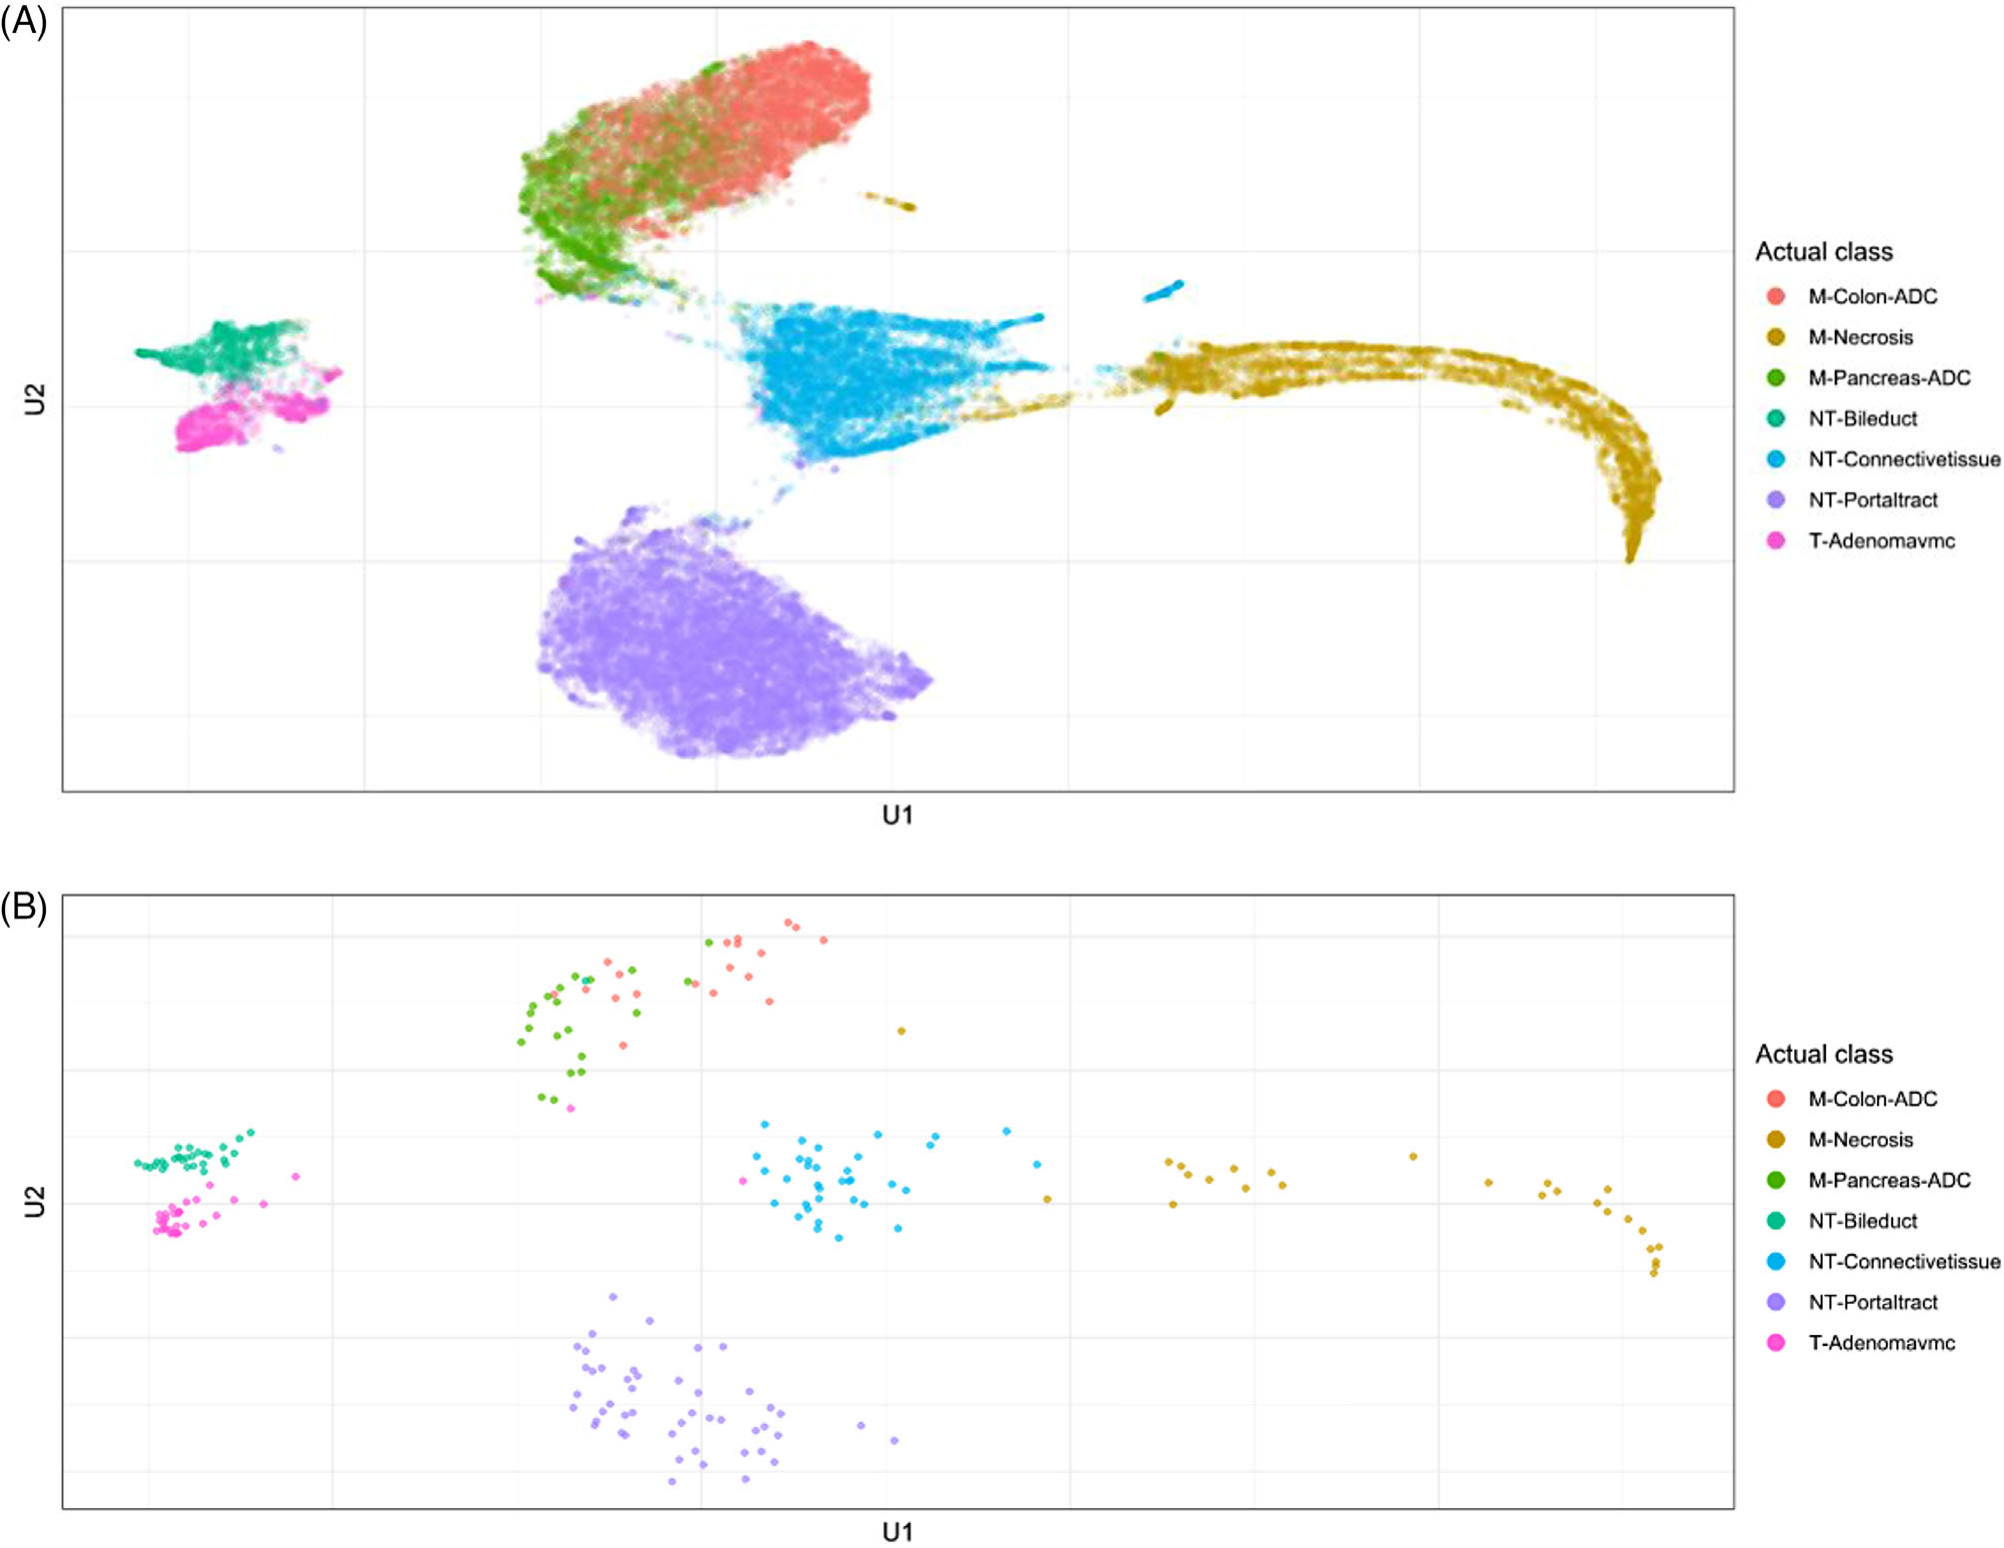 (A)
U2
U1
Actual class
M-Colon-ADC
M-Necrosis
M-Pancreas-ADC
NT-Bileduct
NT-Connectivetissue
NT-Portaltract
T-Adenomavmc
(B)
U2
U1
Actual class
M-Colon-ADC
M-Necrosis
M-Pancreas-ADC
NT-Bileduct
NT-Connectivetissue
NT-Portaltract
T-Adenomavmc